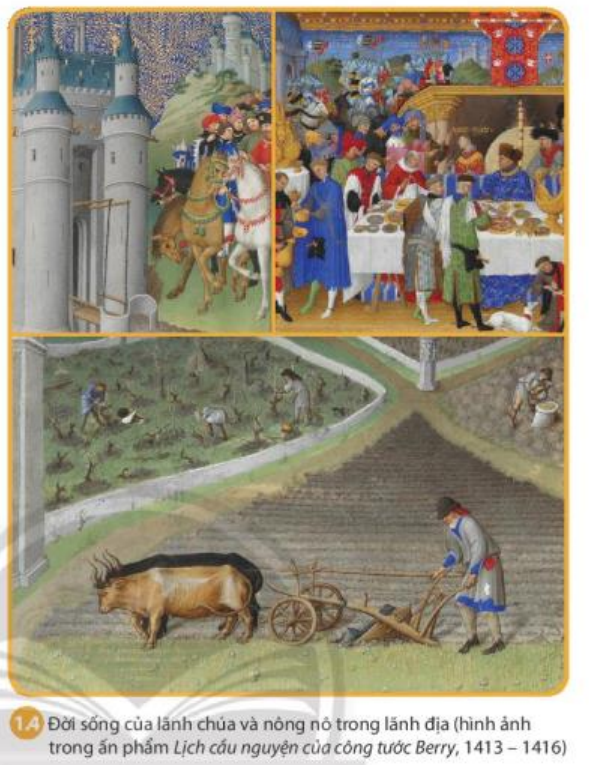 1.4 Đời sống của lãnh chúa và nông nô trong lãnh địa (hình ảnh
trong ấn phẩm Lịch cầu nguyện của công tước Berry, 1413 – 1416)